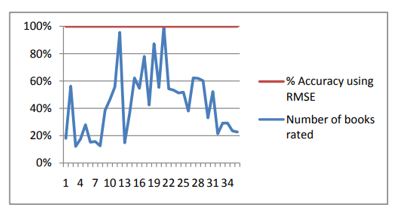 100%
80%
60%
40%
20%
0%
1 4 7 10 13 16 19 22 25 28 31 34
% Accuracy using
RMSE
Number of books
rated